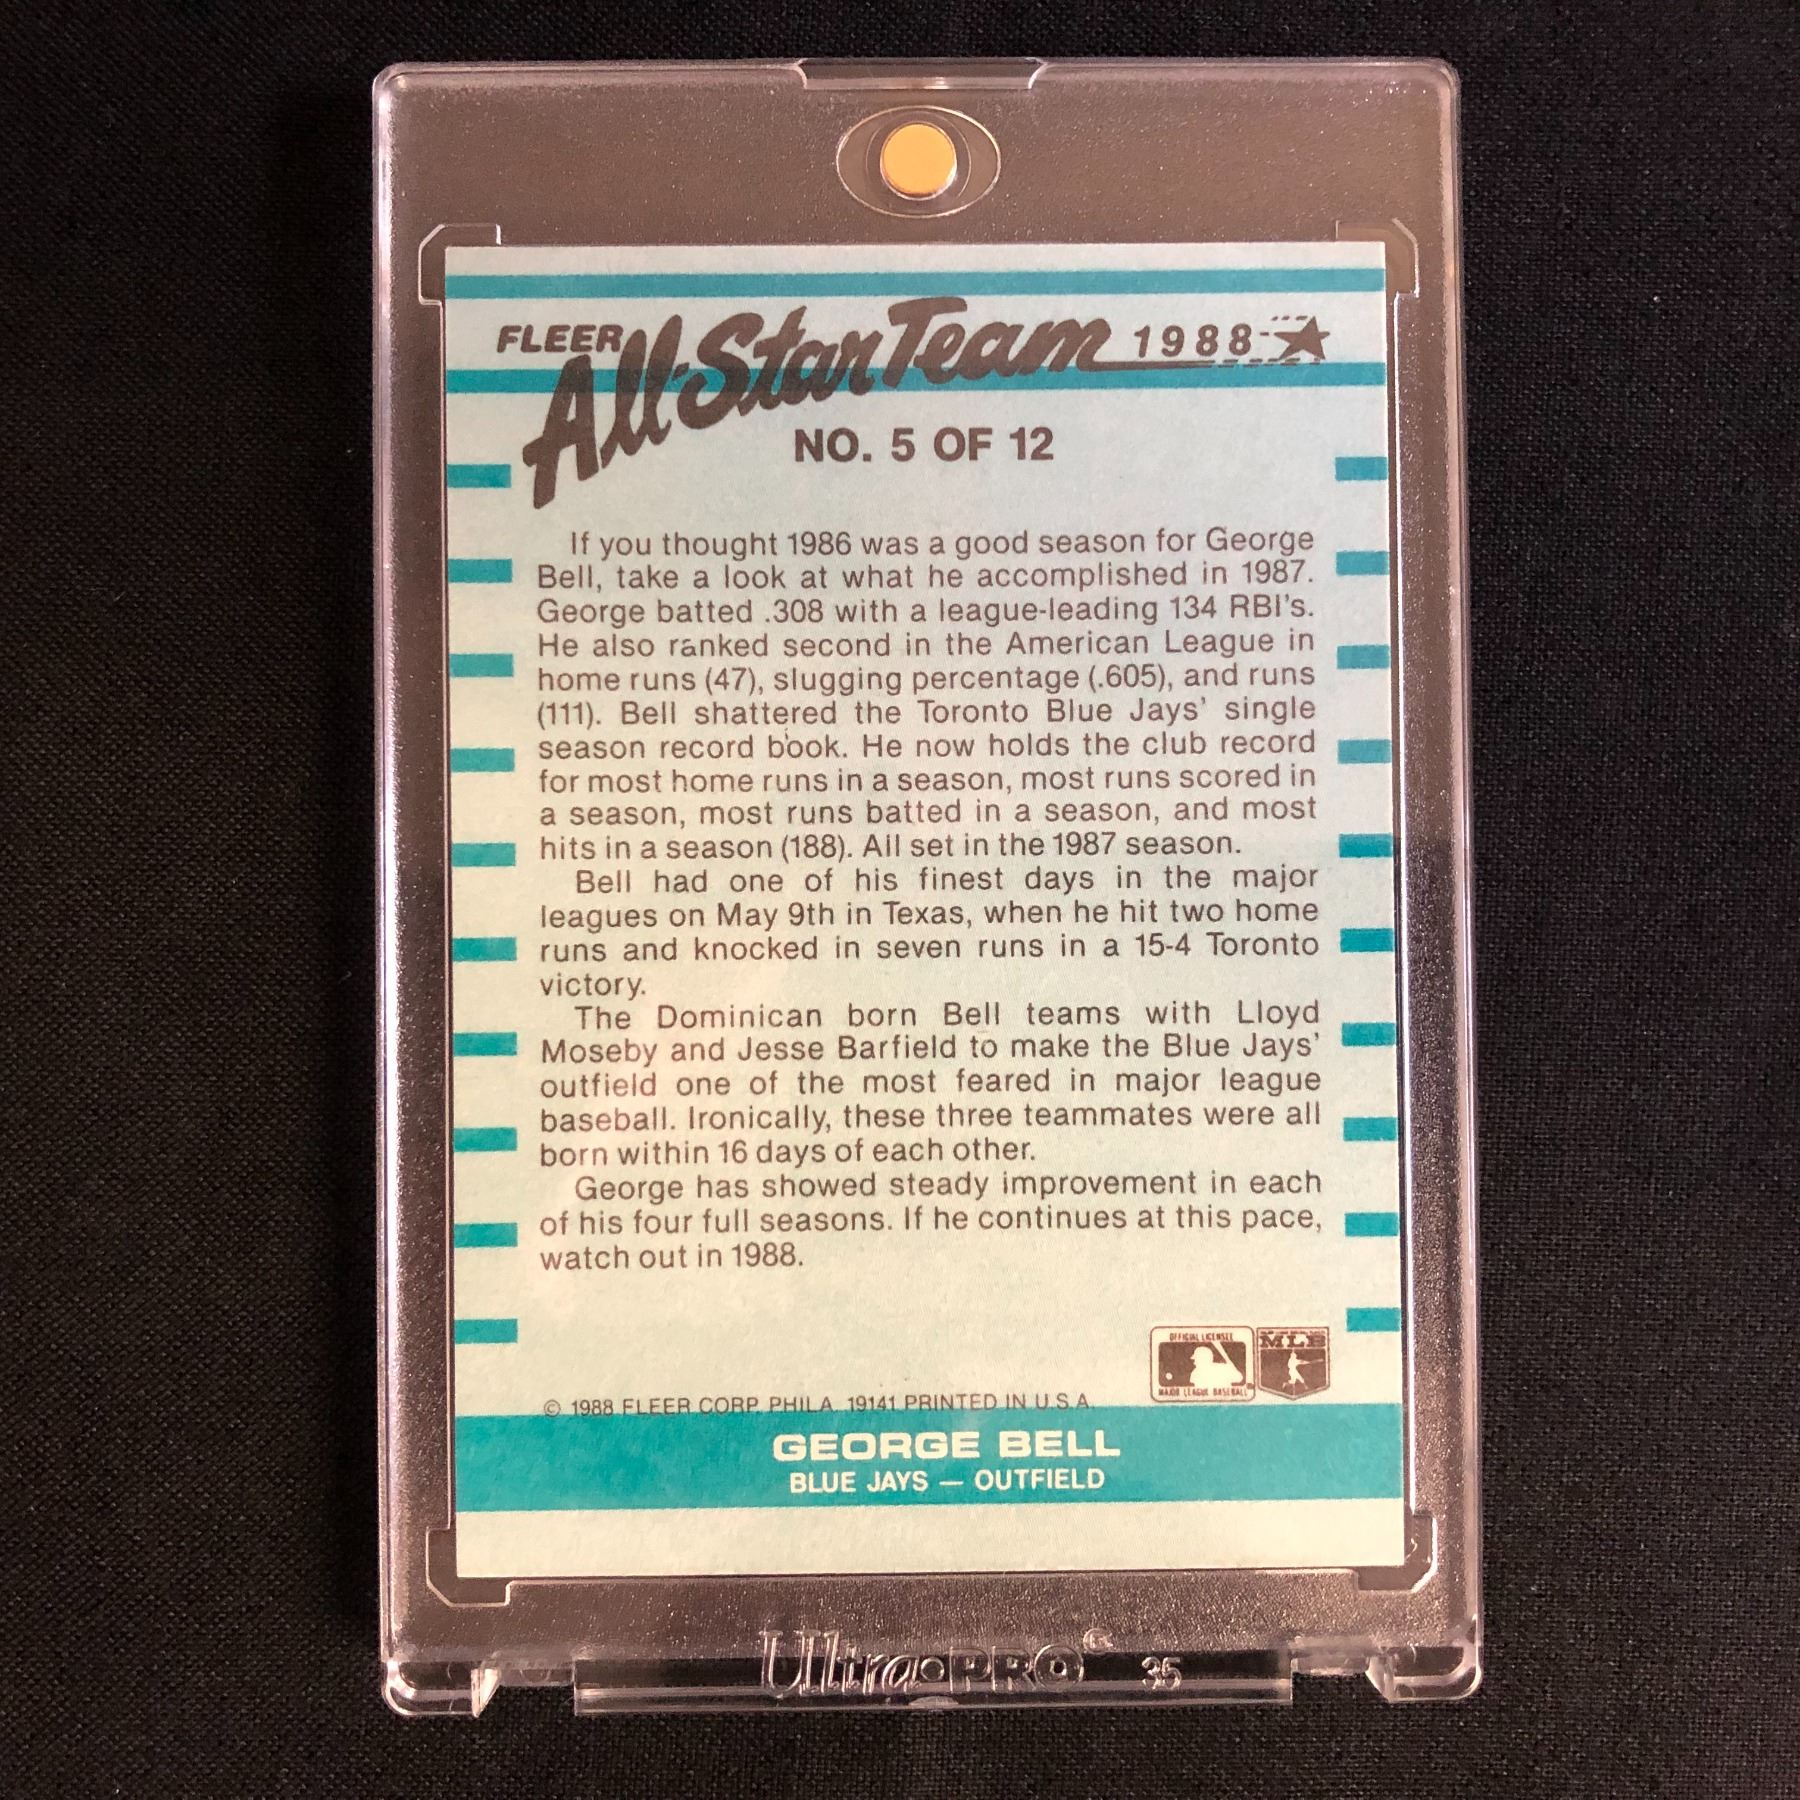 FLEER All-Star Team 1988
NO. 5 OF 12
If you thought 1986 was a good season for George
Bell, take a look at what he accomplished in 1987.
George batted .308 with a league-leading 134 RBI's.
He also ranked second in the American League in
home runs (47), slugging percentage (.605), and runs
(111). Bell shattered the Toronto Blue Jays' single
season record book. He now holds the club record
for most home runs in a season, most runs scored in
a season, most runs batted in a season, and most
hits in a season (188). All set in the 1987 season.
Bell had one of his finest days in the major
leagues on May 9th in Texas, when he hit two home
runs and knocked in seven runs in a 15-4 Toronto
victory.
The Dominican born Bell teams with Lloyd
Moseby and Jesse Barfield to make the Blue Jays'
outfield one of the most feared in major league
baseball. Ironically, these three teammates were all
born within 16 days of each other.
George has showed steady improvement in each
of his four full seasons. If he continues at this pace,
watch out in 1988.
OFFICIAL LICENSEE
MAJOR LEAGUE BASEBALL
MLB
© 1988 FLEER CORP. PHILA. 19141 PRINTED IN U.S.A.
GEORGE BELL
BLUE JAYS — OUTFIELD
Ultra•PRO® 35